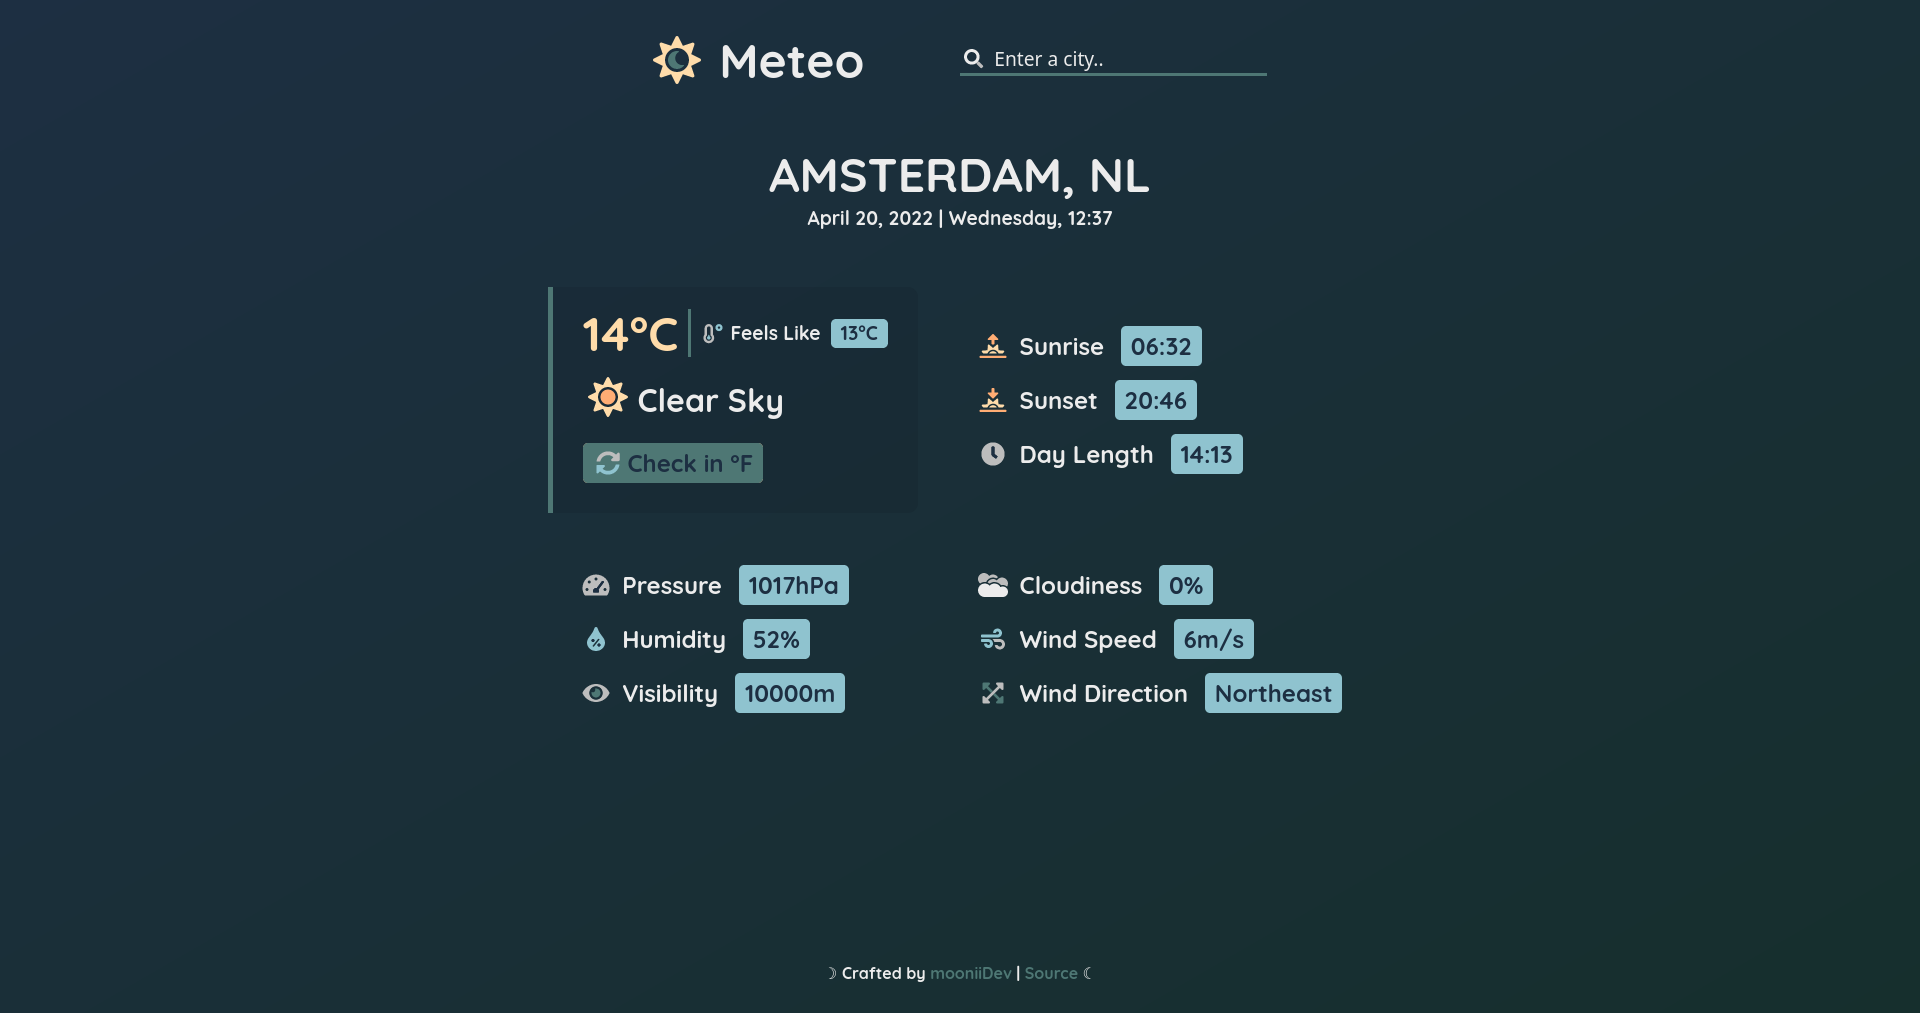 Meteo
Enter a city..
AMSTERDAM, NL
April 20, 2022 | Wednesday, 12:37
14°C
Feels Like 13°C
Clear Sky
Check in °F
Sunrise 06:32
Sunset 20:46
Day Length 14:13
Pressure 1017hPa
Humidity 52%
Visibility 10000m
Cloudiness 0%
Wind Speed 6m/s
Wind Direction Northeast
☽ Crafted by mooniiDev | Source ☾